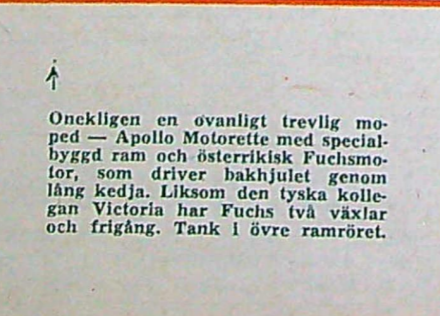 Onekligen en ovanligt trevlig mo-
ped — Apollo Motorette med special-
byggd ram och österrikisk Fuchsmo-
tor, som driver bakhjulet genom
lång kedja. Liksom den tyska kolle-
gan Victoria har Fuchs två växlar
och frigång. Tank i övre ramröret.